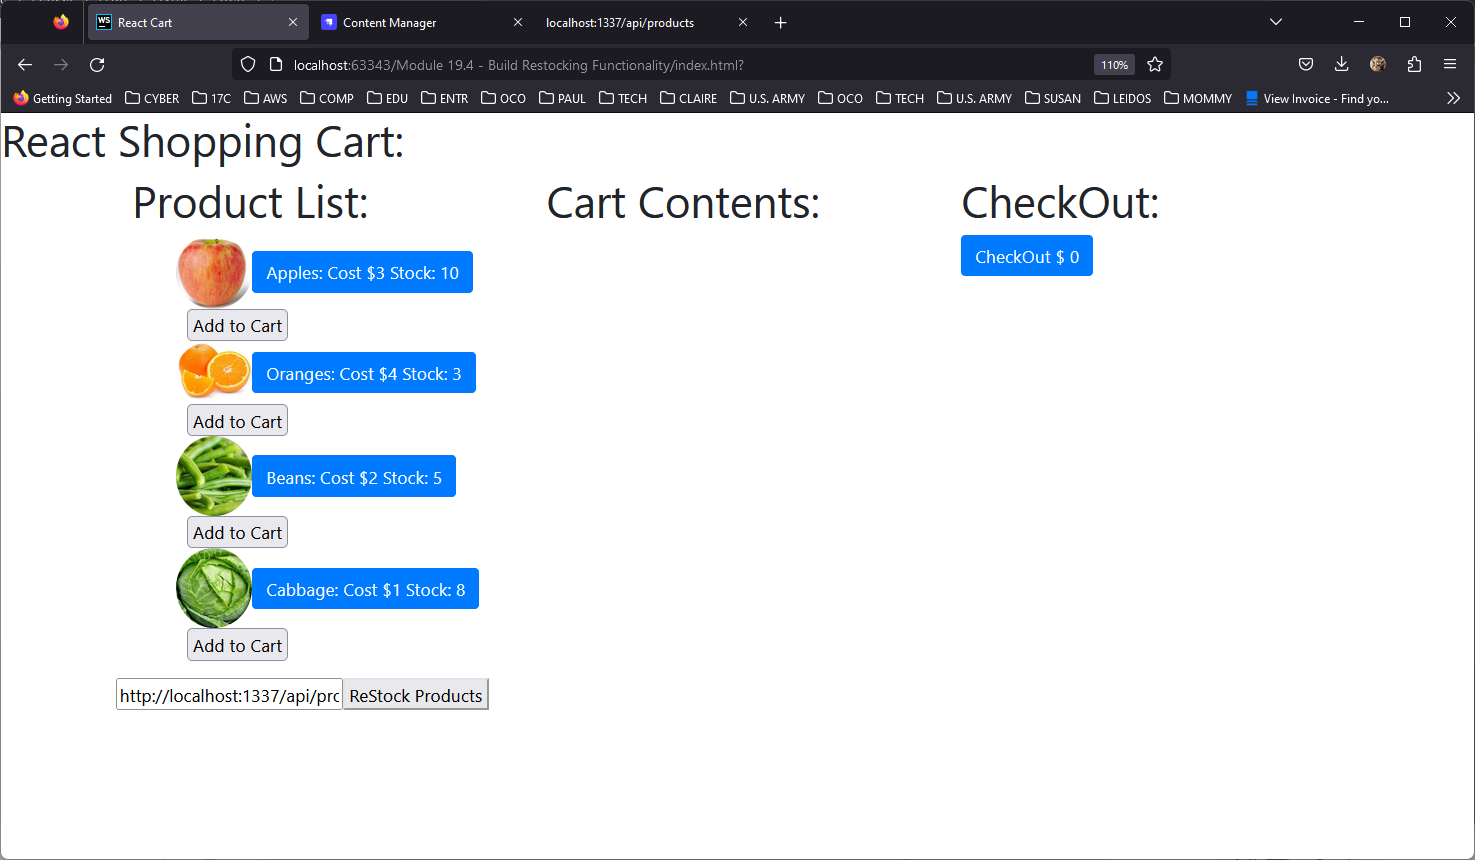 React Cart
Content Manager
localhost:1337/api/products
localhost:63343/Module 19.4 - Build Restocking Functionality/index.html?
110%
Getting Started CYBER 17C AWS COMP EDU ENTR OCO PAUL TECH CLAIRE U.S. ARMY OCO TECH U.S. ARMY SUSAN LEIDOS MOMMY View Invoice - Find yo...
React Shopping Cart:
Product List:
Apples: Cost $3 Stock: 10
Add to Cart
Oranges: Cost $4 Stock: 3
Add to Cart
Beans: Cost $2 Stock: 5
Add to Cart
Cabbage: Cost $1 Stock: 8
Add to Cart
http://localhost:1337/api/pro
ReStock Products
Cart Contents:
CheckOut:
CheckOut $ 0